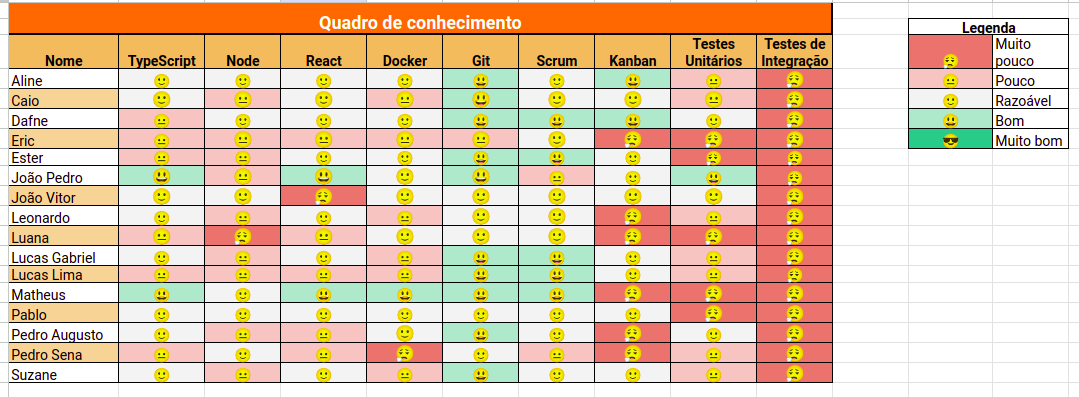 Quadro de conhecimento
Nome TypeScript Node React Docker Git Scrum Kanban Testes Unitários Testes de Integração
Aline
Caio
Dafne
Eric
Ester
João Pedro
João Vitor
Leonardo
Luana
Lucas Gabriel
Lucas Lima
Matheus
Pablo
Pedro Augusto
Pedro Sena
Suzane
Legenda
Muito
pouco
Pouco
Razoável
Bom
Muito bom